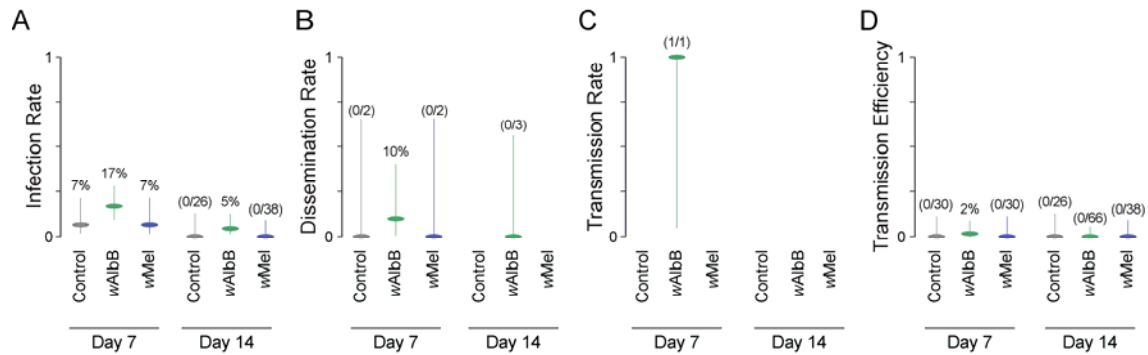 A
Infection Rate
1
0
7%
17%
7%
(0/26)
5%
(0/38)
Control
wAlbB
wMel
Control
wAlbB
wMel
Day 7
Day 14
B
Dissemination Rate
1
0
(0/2)
10%
(0/2)
(0/3)
Control
wAlbB
wMel
Control
wAlbB
wMel
Day 7
Day 14
C
Transmission Rate
1
0
(1/1)
Control
wAlbB
wMel
Control
wAlbB
wMel
Day 7
Day 14
D
Transmission Efficiency
1
0
(0/30)
2%
(0/30)
(0/26)
(0/66)
(0/38)
Control
wAlbB
wMel
Control
wAlbB
wMel
Day 7
Day 14